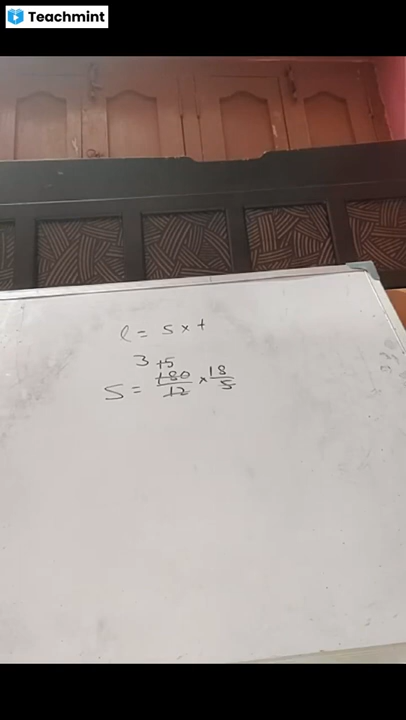 Teachmint
l = s x t
3 15
S = 180/12 x 18/5